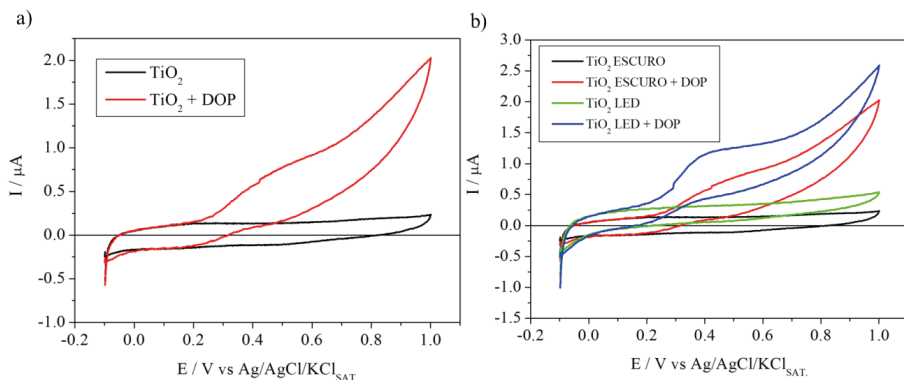 a)
TiO₂
TiO₂ + DOP
I / μA
2.0
1.5
1.0
0.5
0.0
-0.5
-1.0
-0.2 0.0 0.2 0.4 0.6 0.8 1.0
E / V vs Ag/AgCl/KCl_SAT.
b)
TiO₂ ESCURO
TiO₂ ESCURO + DOP
TiO₂ LED
TiO₂ LED + DOP
I / μA
3.0
2.5
2.0
1.5
1.0
0.5
0.0
-0.5
-1.0
-1.5
-0.2 0.0 0.2 0.4 0.6 0.8 1.0
E / V vs Ag/AgCl/KCl_SAT.